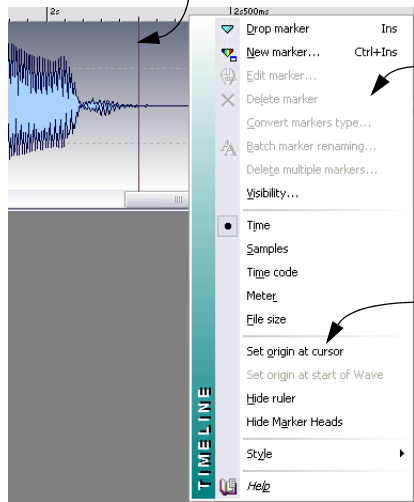 2s
2s500ms
Drop marker Ins
New marker... Ctrl+Ins
Edit marker...
Delete marker
Convert markers type...
Batch marker renaming...
Delete multiple markers...
Visibility...
Time
Samples
Time code
Meter
File size
Set origin at cursor
Set origin at start of Wave
Hide ruler
Hide Marker Heads
Style
Help
TIMELINE